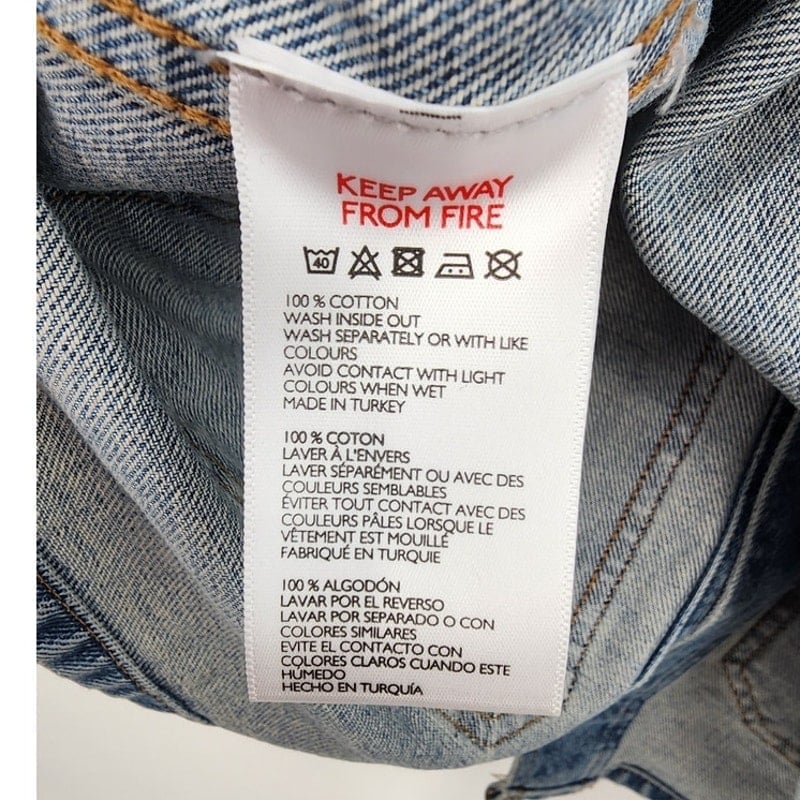 KEEP AWAY
FROM FIRE
40
100 % COTTON
WASH INSIDE OUT
WASH SEPARATELY OR WITH LIKE
COLOURS
AVOID CONTACT WITH LIGHT
COLOURS WHEN WET
MADE IN TURKEY
100 % COTON
LAVER À L'ENVERS
LAVER SÉPARÉMENT OU AVEC DES
COULEURS SEMBLABLES
ÉVITER TOUT CONTACT AVEC DES
COULEURS PÂLES LORSQUE LE
VÊTEMENT EST MOUILLÉ
FABRIQUÉ EN TURQUIE
100 % ALGODÓN
LAVAR POR EL REVERSO
LAVAR POR SEPARADO O CON
COLORES SIMILARES
EVITE EL CONTACTO CON
COLORES CLAROS CUANDO ESTE
HÚMEDO
HECHO EN TURQUÍA